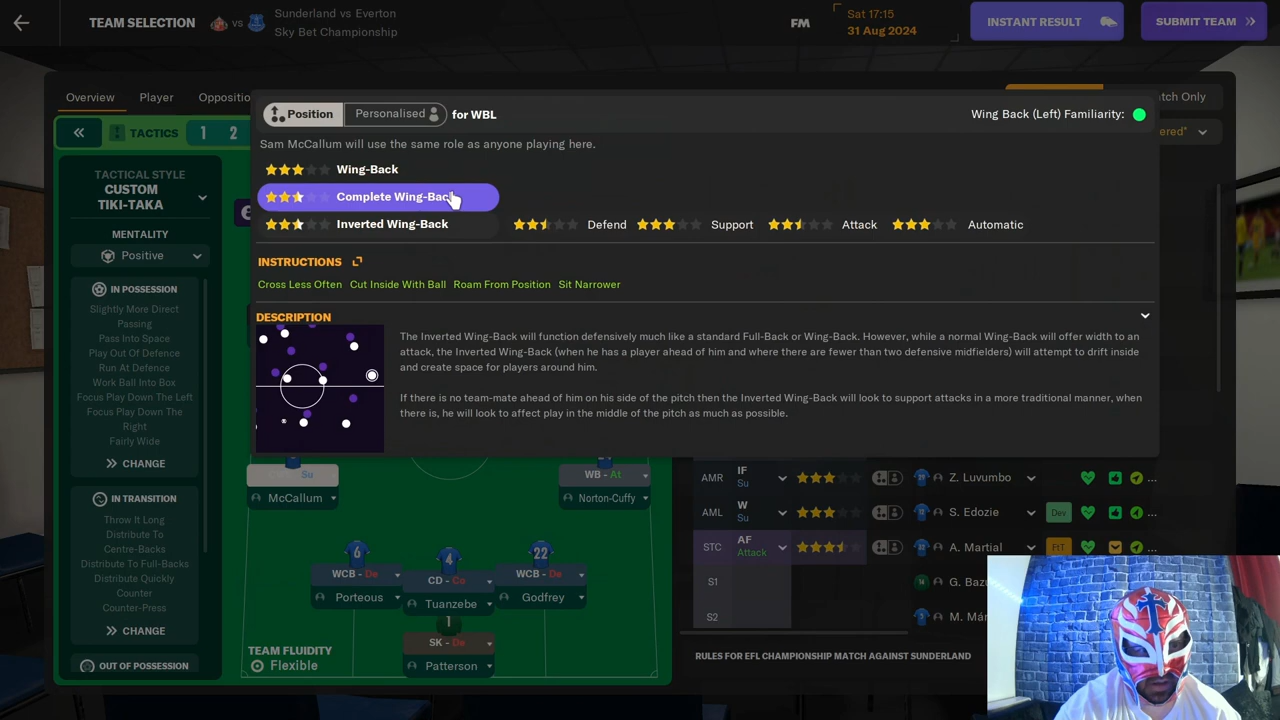 TEAM SELECTION
vs
Sunderland vs Everton
Sky Bet Championship
FM
Sat 17:15
31 Aug 2024
INSTANT RESULT
SUBMIT TEAM
Overview
Player
Oppositio
tch Only
Position
Personalised
for WBL
Wing Back (Left) Familiarity:
TACTICS
1
2
ered"
Sam McCallum will use the same role as anyone playing here.
Wing-Back
Complete Wing-Back
Inverted Wing-Back
Defend
Support
Attack
Automatic
INSTRUCTIONS
Cross Less Often
Cut Inside With Ball
Roam From Position
Sit Narrower
DESCRIPTION
The Inverted Wing-Back will function defensively much like a standard Full-Back or Wing-Back. However, while a normal Wing-Back will offer width to an
attack, the Inverted Wing-Back (when he has a player ahead of him and where there are fewer than two defensive midfielders) will attempt to drift inside
and create space for players around him.
If there is no team-mate ahead of him on his side of the pitch then the Inverted Wing-Back will look to support attacks in a more traditional manner, when
there is, he will look to affect play in the middle of the pitch as much as possible.
TACTICAL STYLE
CUSTOM
TIKI-TAKA
MENTALITY
Positive
IN POSSESSION
Slightly More Direct
Passing
Pass Into Space
Play Out Of Defence
Run At Defence
Work Ball Into Box
Focus Play Down The Left
Focus Play Down The
Right
Fairly Wide
CHANGE
IN TRANSITION
Throw It Long
Distribute To
Centre-Backs
Distribute To Full-Backs
Distribute Quickly
Counter
Counter-Press
CHANGE
OUT OF POSSESSION
Su
McCallum
WB - At
Norton-Cuffy
6
WCB - De
Porteous
4
CD - Co
Tuanzebe
22
WCB - De
Godfrey
1
SK - De
Patterson
TEAM FLUIDITY
Flexible
AMR
IF
Su
Z. Luvumbo
AML
W
Su
S. Edozie
Dev
STC
AF
Attack
A. Martial
S1
G. Bazu
S2
M. Már
RULES FOR EFL CHAMPIONSHIP MATCH AGAINST SUNDERLAND